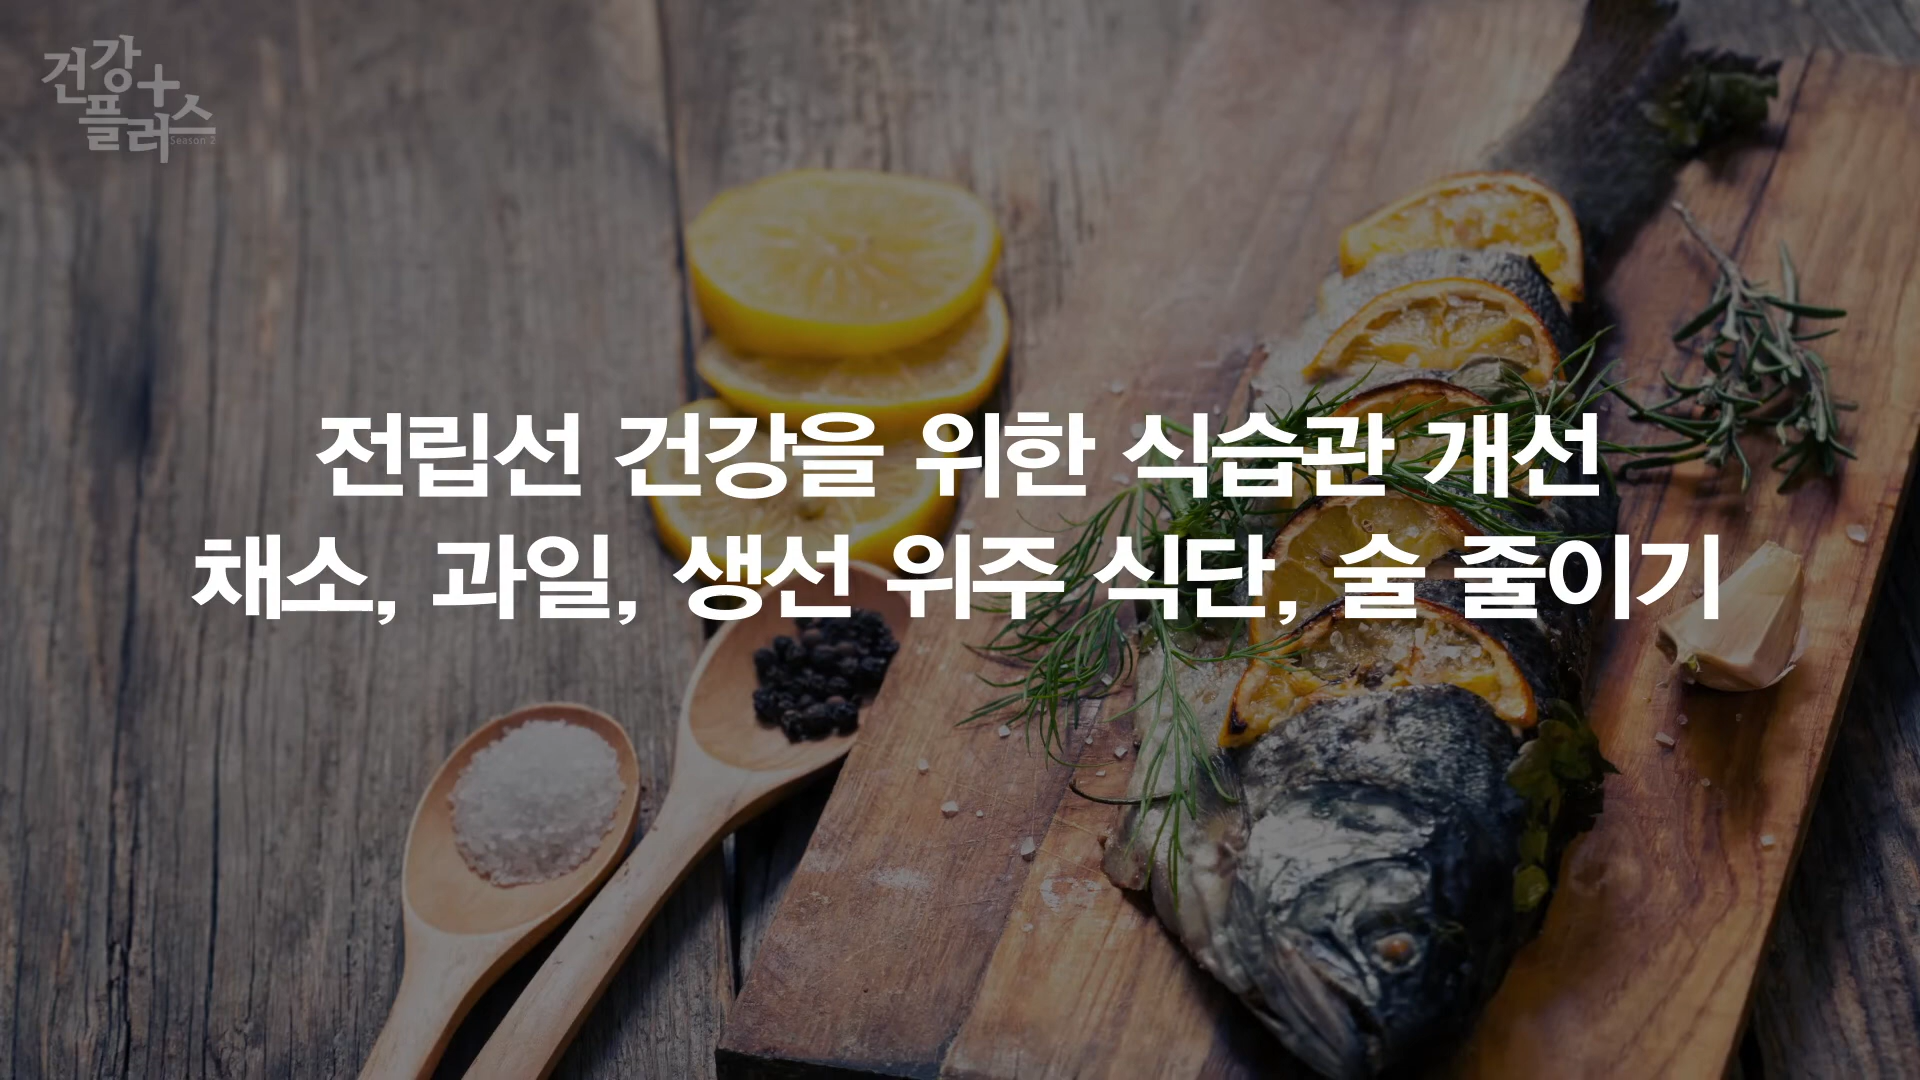 건강
플러스
Season 2
전립선 건강을 위한 식습관 개선
채소, 과일, 생선 위주 식단, 술 줄이기